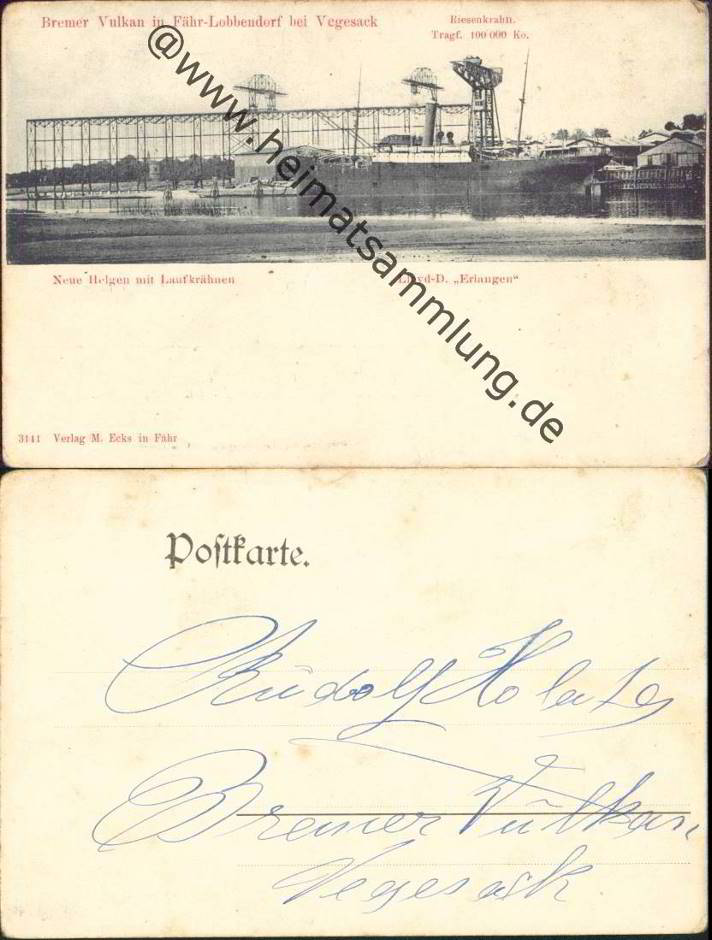 Bremer Vulkan in Fähr-Lobbendorf bei Vegesack
Riesenkrahn.
Tragf. 100 000 Ko.
@www.heimatsammlung.de
Neue Helgen mit Laufkrähnen
Lloyd-D. „Erlangen“
3141 Verlag M. Ecks in Fähr
Postkarte.
Rudolf
Bremer Vulkan,
Vegesack.